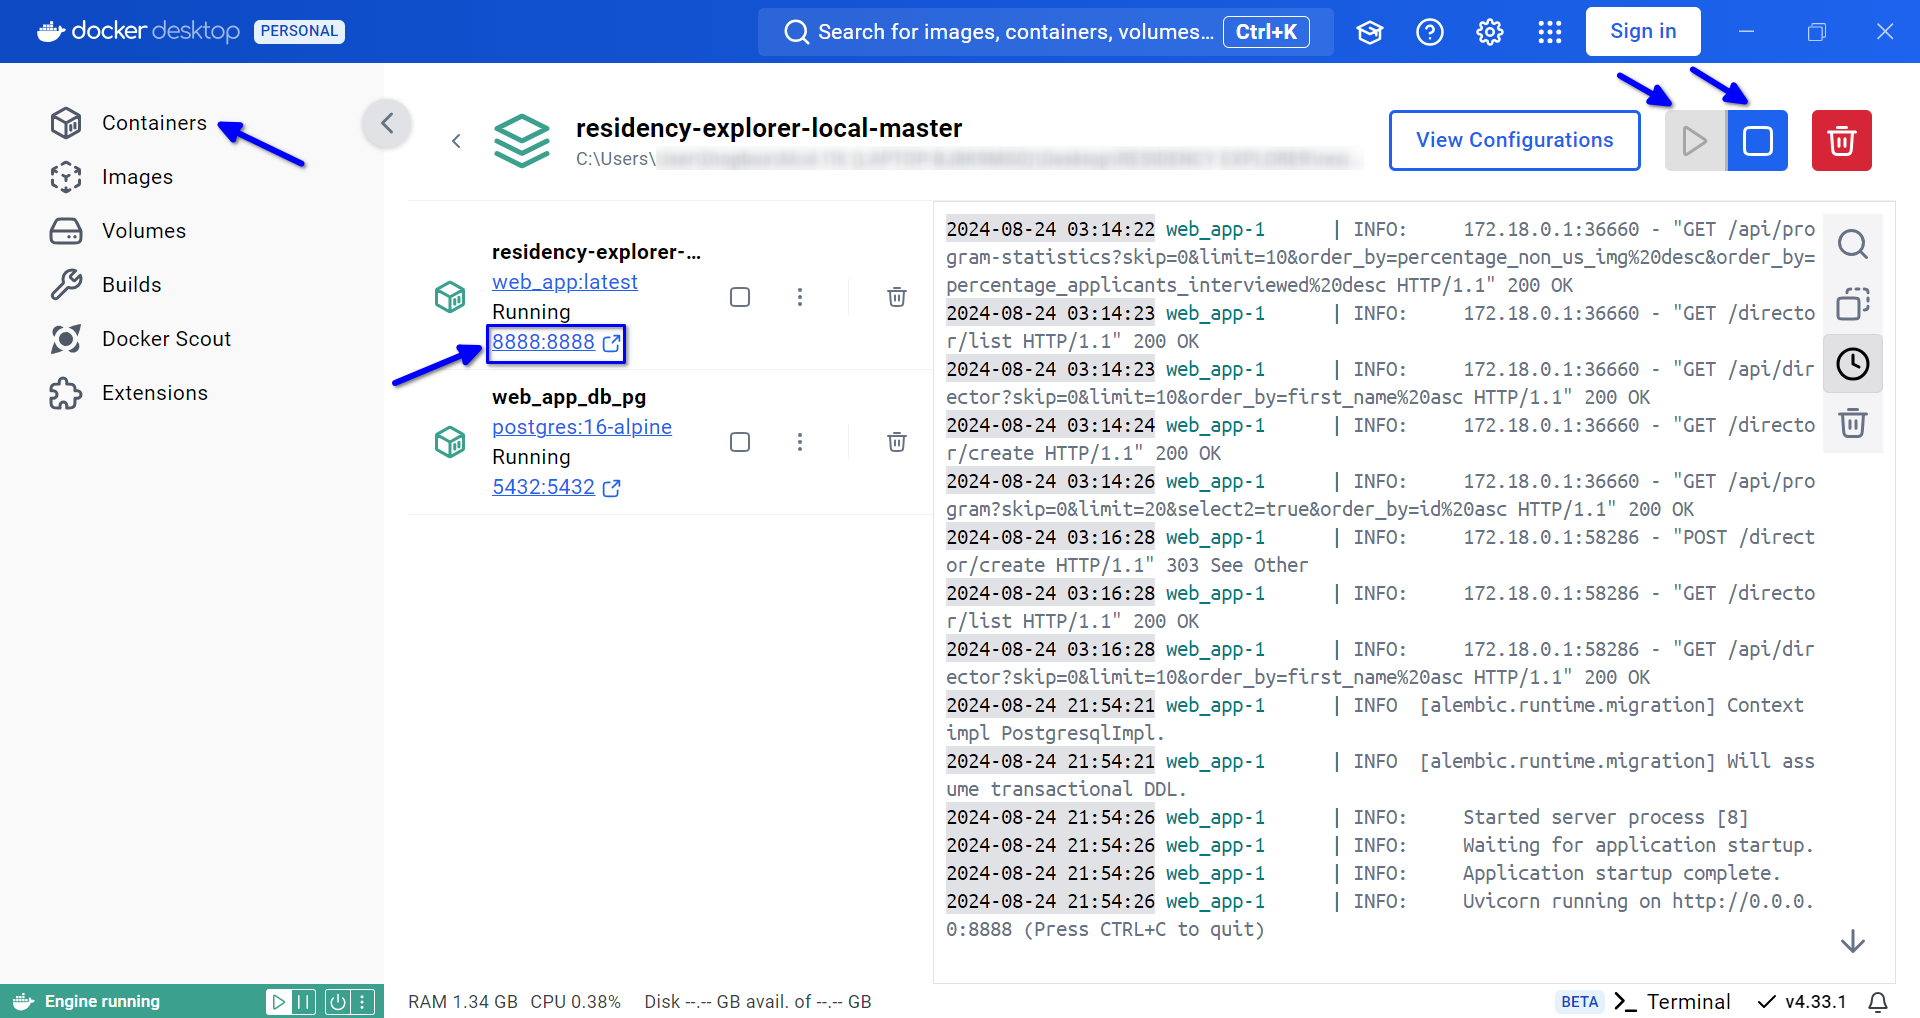 docker desktop PERSONAL
Search for images, containers, volumes... Ctrl+K
Sign in
Containers
Images
Volumes
Builds
Docker Scout
Extensions
residency-explorer-local-master
C:\Users\
View Configurations
residency-explorer-...
web_app:latest
Running
8888:8888
web_app_db_pg
postgres:16-alpine
Running
5432:5432
2024-08-24 03:14:22 web_app-1 | INFO: 172.18.0.1:36660 - "GET /api/pro
gram-statistics?skip=0&limit=10&order_by=percentage_non_us_img%20desc&order_by=
percentage_applicants_interviewed%20desc HTTP/1.1" 200 OK
2024-08-24 03:14:23 web_app-1 | INFO: 172.18.0.1:36660 - "GET /directo
r/list HTTP/1.1" 200 OK
2024-08-24 03:14:23 web_app-1 | INFO: 172.18.0.1:36660 - "GET /api/dir
ector?skip=0&limit=10&order_by=first_name%20asc HTTP/1.1" 200 OK
2024-08-24 03:14:24 web_app-1 | INFO: 172.18.0.1:36660 - "GET /directo
r/create HTTP/1.1" 200 OK
2024-08-24 03:14:26 web_app-1 | INFO: 172.18.0.1:36660 - "GET /api/pro
gram?skip=0&limit=20&select2=true&order_by=id%20asc HTTP/1.1" 200 OK
2024-08-24 03:16:28 web_app-1 | INFO: 172.18.0.1:58286 - "POST /direct
or/create HTTP/1.1" 303 See Other
2024-08-24 03:16:28 web_app-1 | INFO: 172.18.0.1:58286 - "GET /directo
r/list HTTP/1.1" 200 OK
2024-08-24 03:16:28 web_app-1 | INFO: 172.18.0.1:58286 - "GET /api/dir
ector?skip=0&limit=10&order_by=first_name%20asc HTTP/1.1" 200 OK
2024-08-24 21:54:21 web_app-1 | INFO [alembic.runtime.migration] Context
impl PostgresqlImpl.
2024-08-24 21:54:21 web_app-1 | INFO [alembic.runtime.migration] Will ass
ume transactional DDL.
2024-08-24 21:54:26 web_app-1 | INFO: Started server process [8]
2024-08-24 21:54:26 web_app-1 | INFO: Waiting for application startup.
2024-08-24 21:54:26 web_app-1 | INFO: Application startup complete.
2024-08-24 21:54:26 web_app-1 | INFO: Uvicorn running on http://0.0.0.
0:8888 (Press CTRL+C to quit)
Engine running
RAM 1.34 GB CPU 0.38% Disk --.-- GB avail. of --.-- GB
BETA >_ Terminal v4.33.1